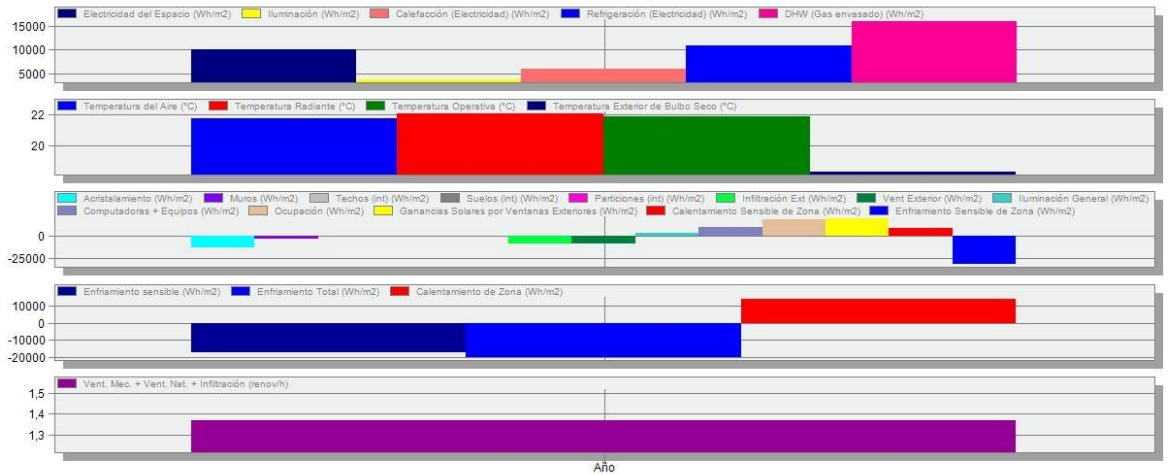 Electricidad del Espacio (Wh/m2) Iluminación (Wh/m2) Calefacción (Electricidad) (Wh/m2) Refrigeración (Electricidad) (Wh/m2) DHW (Gas envasado) (Wh/m2)
15000
10000
5000
Temperatura del Aire (°C) Temperatura Radiante (°C) Temperatura Operativa (°C) Temperatura Exterior de Bulbo Seco (°C)
22
20
Acristalamiento (Wh/m2) Muros (Wh/m2) Techos (int) (Wh/m2) Suelos (int) (Wh/m2) Particiones (int) (Wh/m2) Infiltración Ext (Wh/m2) Vent Exterior (Wh/m2) Iluminación General (Wh/m2)
Computadoras + Equipos (Wh/m2) Ocupación (Wh/m2) Ganancias Solares por Ventanas Exteriores (Wh/m2) Calentamiento Sensible de Zona (Wh/m2) Enfriamiento Sensible de Zona (Wh/m2)
0
-25000
Enfriamiento sensible (Wh/m2) Enfriamiento Total (Wh/m2) Calentamiento de Zona (Wh/m2)
10000
0
-10000
-20000
Vent. Mec. + Vent. Nat. + Infiltración (renov/h)
1,5
1,4
1,3
Año